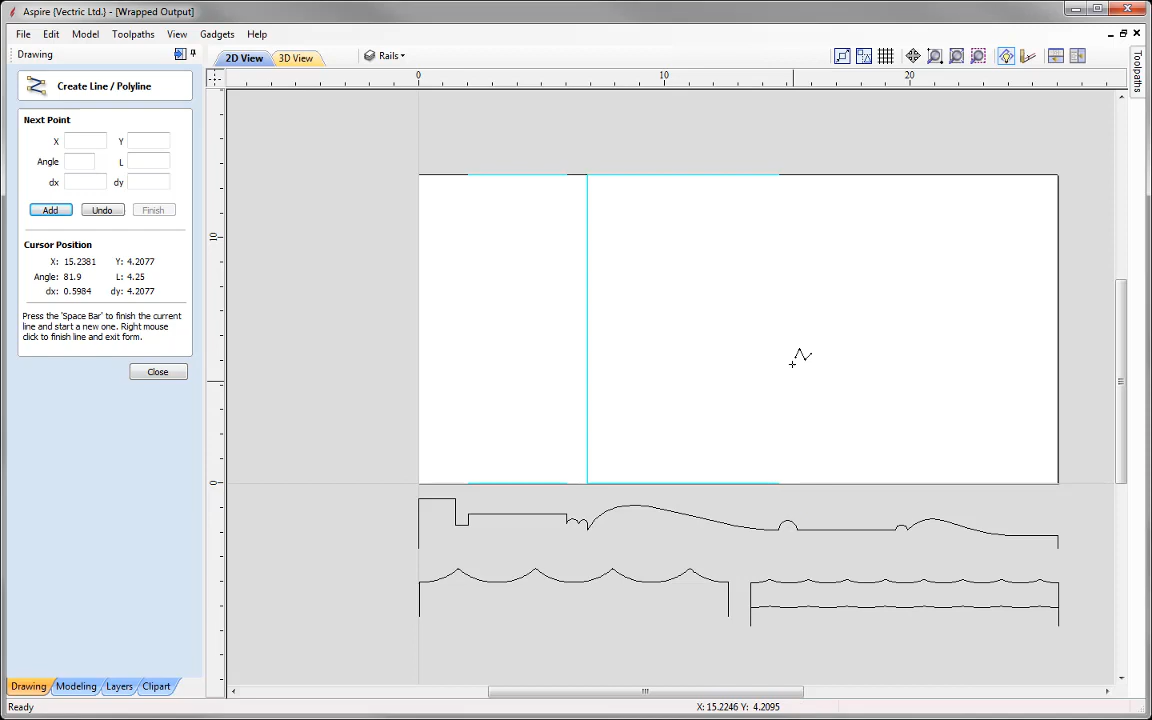 Aspire {Vectric Ltd.} - [Wrapped Output]
File Edit Model Toolpaths View Gadgets Help
Drawing
2D View
3D View
Rails
Toolpaths
Create Line / Polyline
0 10 20
Next Point
X Y
Angle L
dx dy
Add Undo Finish
10
0
Cursor Position
X: 15.2381 Y: 4.2077
Angle: 81.9 L: 4.25
dx: 0.5984 dy: 4.2077
Press the 'Space Bar' to finish the current
line and start a new one. Right mouse
click to finish line and exit form.
Close
Drawing Modeling Layers Clipart
Ready
X: 15.2246 Y: 4.2095